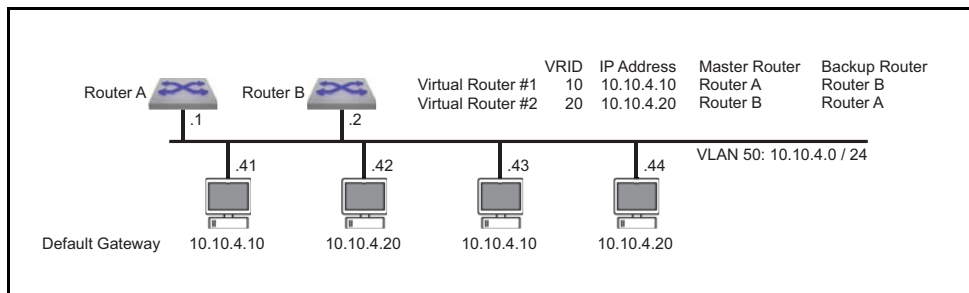 VRID IP Address Master Router Backup Router
Virtual Router #1 10 10.10.4.10 Router A Router B
Virtual Router #2 20 10.10.4.20 Router B Router A
Router A Router B
.1 .2
VLAN 50: 10.10.4.0 / 24
.41 .42 .43 .44
Default Gateway 10.10.4.10 10.10.4.20 10.10.4.10 10.10.4.20